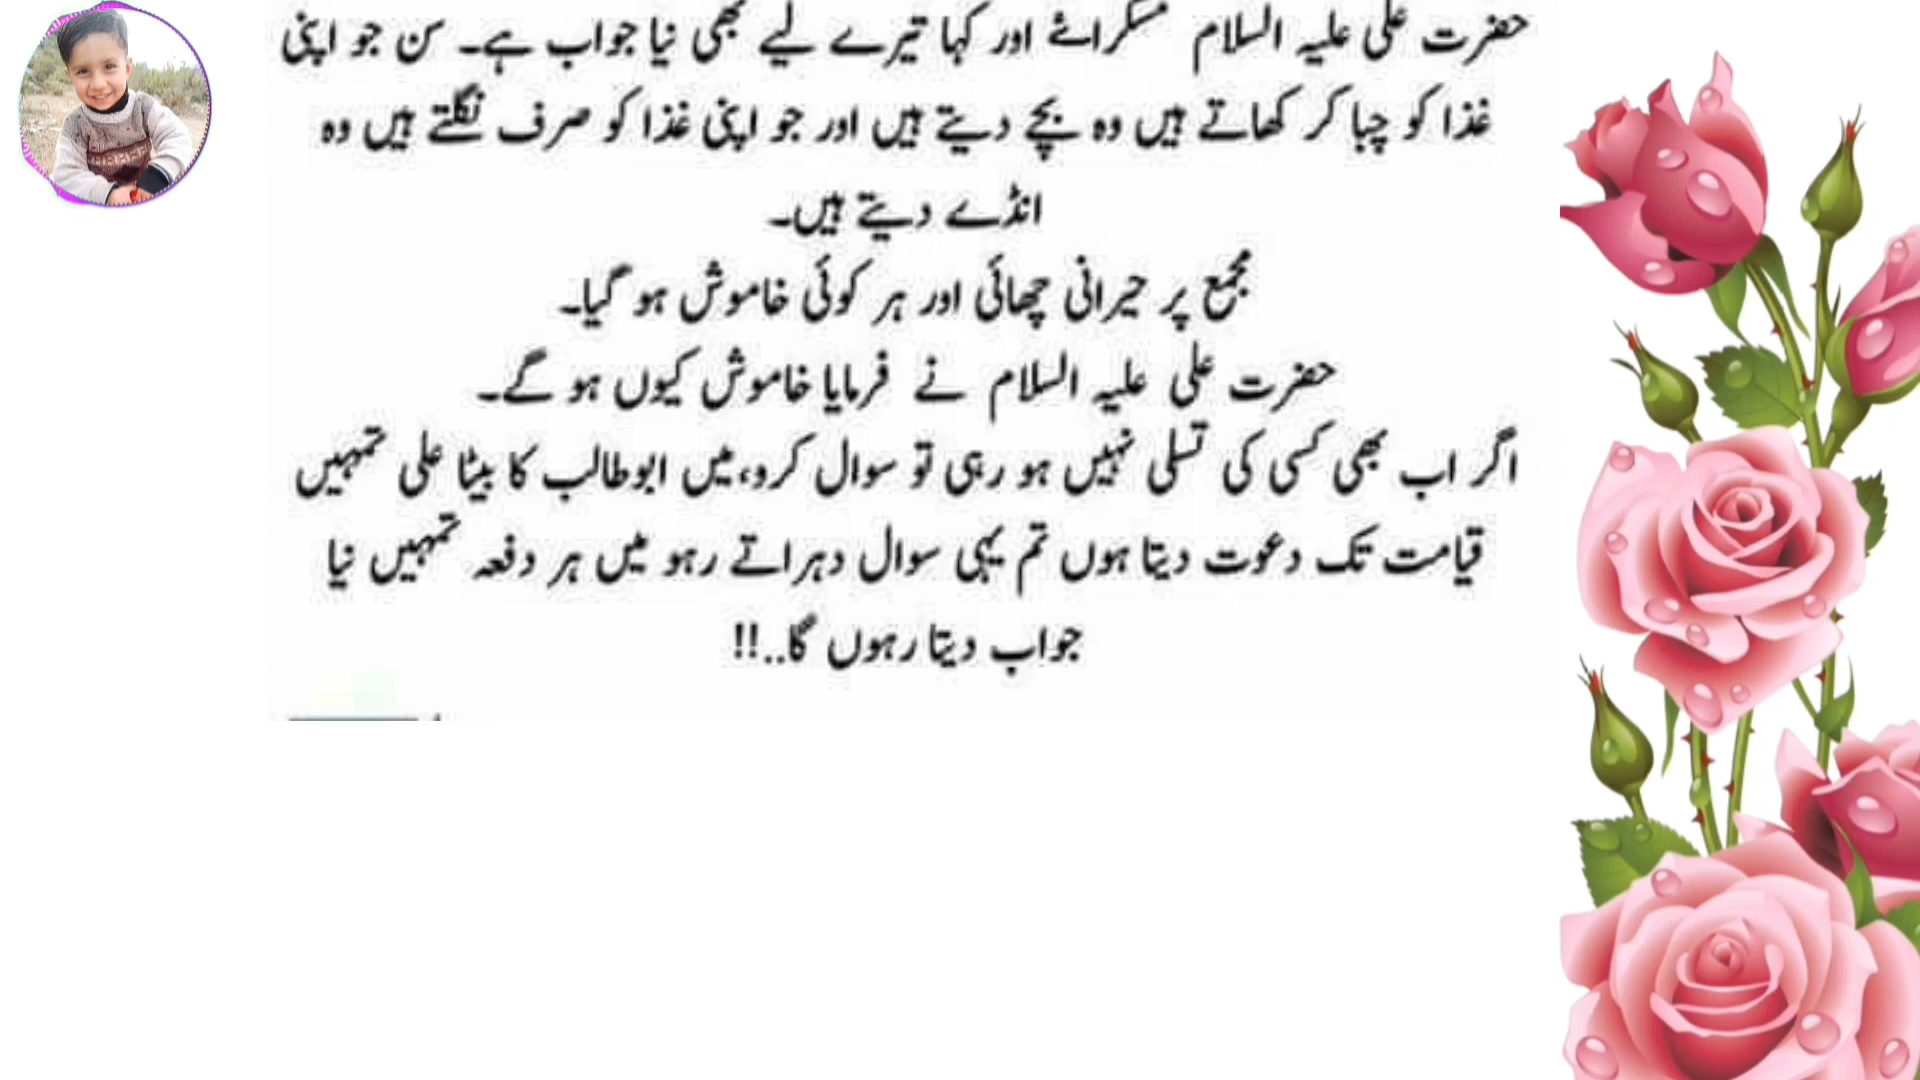 حضرت علی علیہ السلام مسکرائے اور کہا تیرے لیے بھی نیا جواب ہے۔ سن جو اپنی
غذا کو چبا کر کھاتے ہیں وہ بچے دیتے ہیں اور جو اپنی غذا کو صرف نگلتے ہیں وہ
انڈے دیتے ہیں۔
مجمع پر حیرانی چھائی اور ہر کوئی خاموش ہو گیا۔
حضرت علی علیہ السلام نے فرمایا خاموش کیوں ہو گے۔
اگر اب بھی کسی کی تسلی نہیں ہو رہی تو سوال کرو،میں ابوطالب کا بیٹا علی تمہیں
قیامت تک دعوت دیتا ہوں تم یہی سوال دہراتے رہو میں ہر دفعہ تمہیں نیا
جواب دیتا رہوں گا..!!